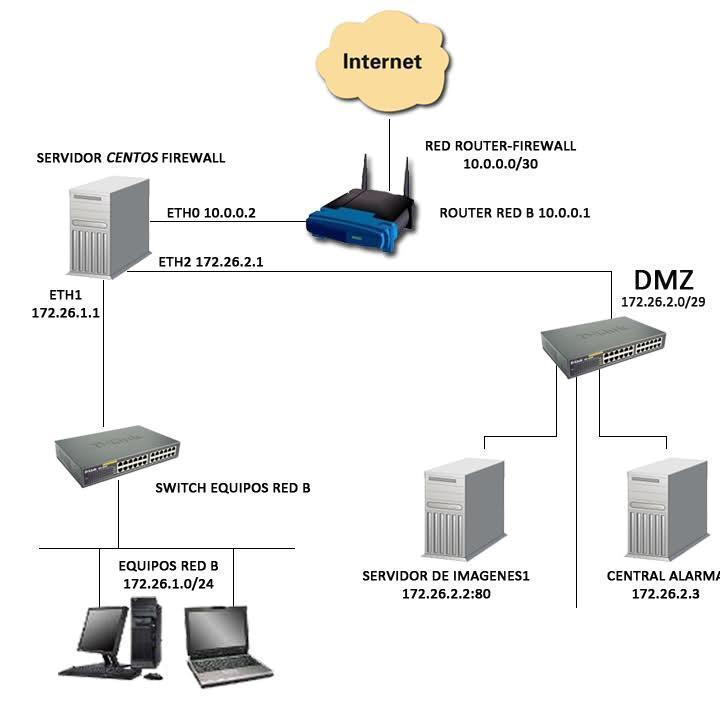 Internet
RED ROUTER-FIREWALL
10.0.0.0/30
SERVIDOR CENTOS FIREWALL
ETH0 10.0.0.2
ROUTER RED B 10.0.0.1
ETH2 172.26.2.1
DMZ
172.26.2.0/29
ETH1
172.26.1.1
D-Link
D-Link
SWITCH EQUIPOS RED B
EQUIPOS RED B
172.26.1.0/24
SERVIDOR DE IMAGENES1
172.26.2.2:80
CENTRAL ALARMA
172.26.2.3